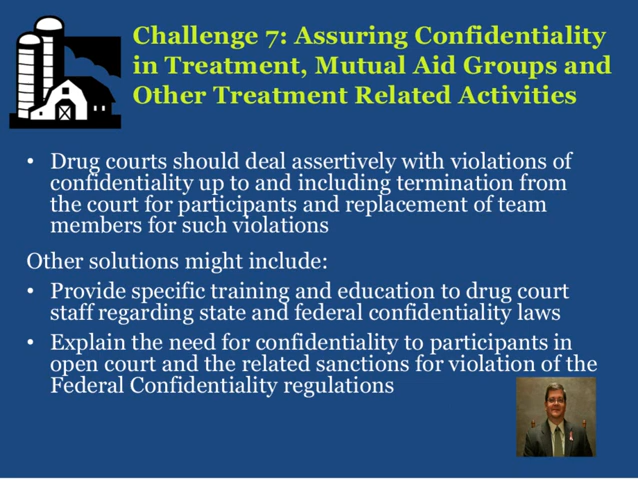 Challenge 7: Assuring Confidentiality
in Treatment, Mutual Aid Groups and
Other Treatment Related Activities
• Drug courts should deal assertively with violations of
confidentiality up to and including termination from
the court for participants and replacement of team
members for such violations
Other solutions might include:
• Provide specific training and education to drug court
staff regarding state and federal confidentiality laws
• Explain the need for confidentiality to participants in
open court and the related sanctions for violation of the
Federal Confidentiality regulations